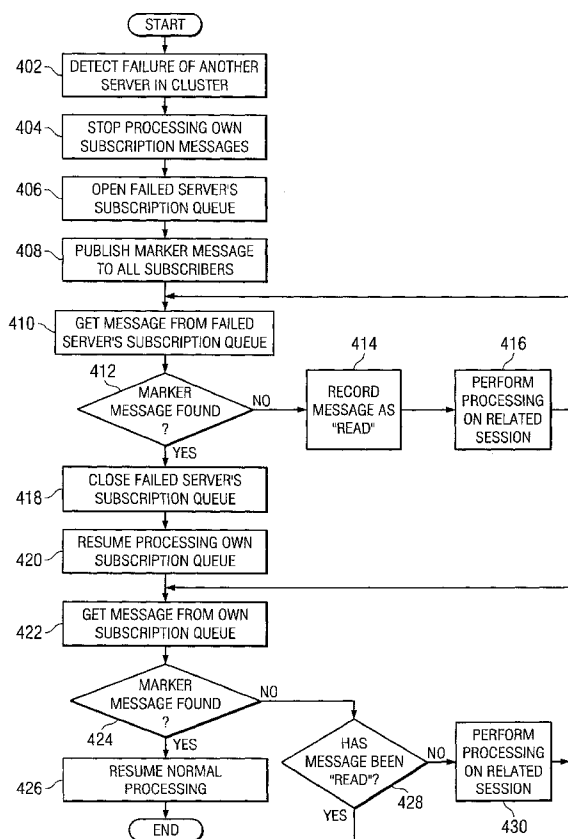 START
402
DETECT FAILURE OF ANOTHER
SERVER IN CLUSTER
404
STOP PROCESSING OWN
SUBSCRIPTION MESSAGES
406
OPEN FAILED SERVER'S
SUBSCRIPTION QUEUE
408
PUBLISH MARKER MESSAGE
TO ALL SUBSCRIBERS
410
GET MESSAGE FROM FAILED
SERVER'S SUBSCRIPTION QUEUE
412
MARKER
MESSAGE FOUND
?
NO
YES
414
RECORD
MESSAGE AS
"READ"
416
PERFORM
PROCESSING
ON RELATED
SESSION
418
CLOSE FAILED SERVER'S
SUBSCRIPTION QUEUE
420
RESUME PROCESSING OWN
SUBSCRIPTION QUEUE
422
GET MESSAGE FROM OWN
SUBSCRIPTION QUEUE
MARKER
MESSAGE FOUND
?
424
NO
YES
426
RESUME NORMAL
PROCESSING
HAS
MESSAGE BEEN
"READ"?
428
NO
YES
PERFORM
PROCESSING
ON RELATED
SESSION
430
END